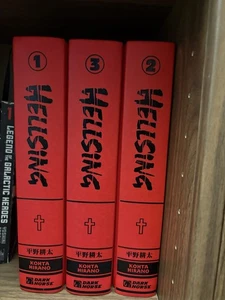 LEGEND OF THE GALACTIC HEROES
1
HELLSING
平野耕太
KOHTA
HIRANO
DARK
HORSE
3
HELLSING
平野耕太
KOHTA
HIRANO
DARK
HORSE
2
HELLSING
平野耕太
KOHTA
HIRANO
DARK
HORSE